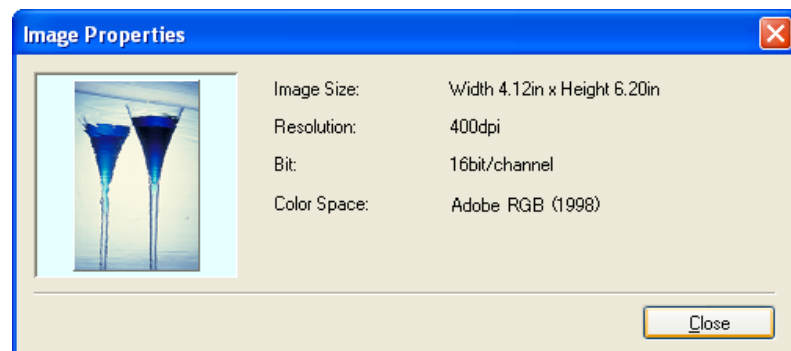 Image Properties
Image Size: Width 4.12in x Height 6.20in
Resolution: 400dpi
Bit: 16bit/channel
Color Space: Adobe RGB (1998)
Close